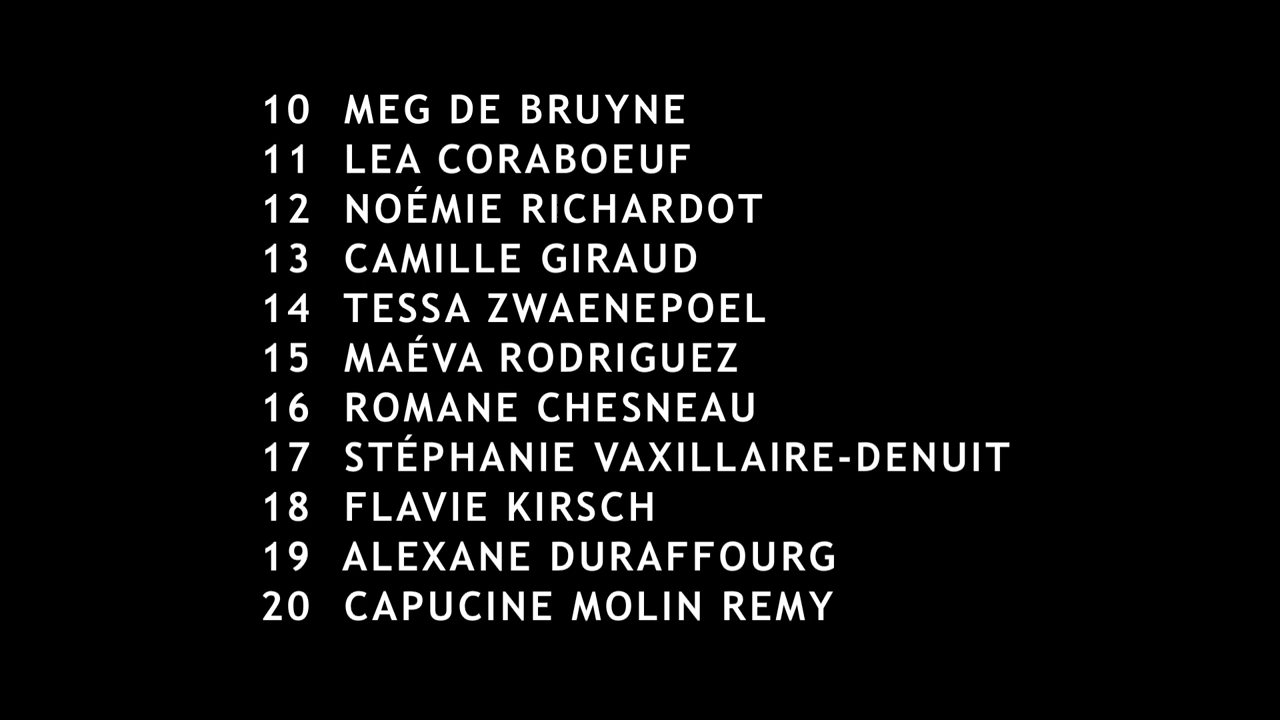 10 MEG DE BRUYNE
11 LEA CORABOEUF
12 NOÉMIE RICHARDOT
13 CAMILLE GIRAUD
14 TESSA ZWAENEPOEL
15 MAÉVA RODRIGUEZ
16 ROMANE CHESNEAU
17 STÉPHANIE VAXILLAIRE-DENUIT
18 FLAVIE KIRSCH
19 ALEXANE DURAFFOURG
20 CAPUCINE MOLIN REMY